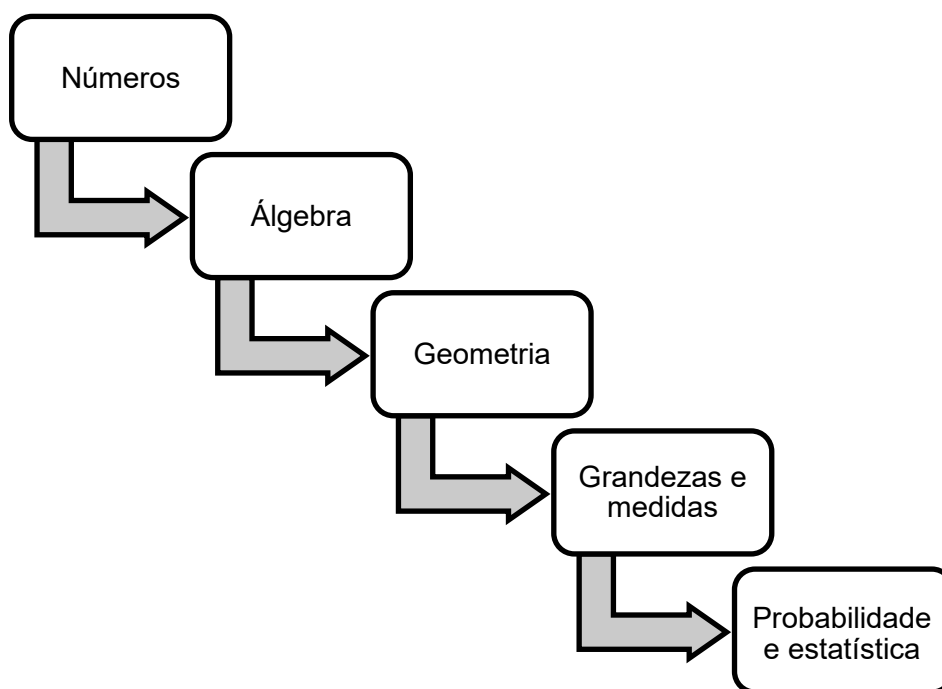 Números
Álgebra
Geometria
Grandezas e
medidas
Probabilidade
e estatística